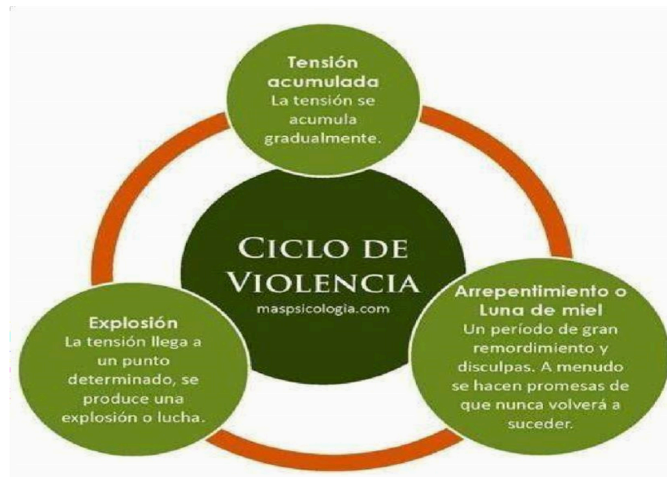 Tensión
acumulada
La tensión se
acumula
gradualmente.
CICLO DE
VIOLENCIA
maspsicologia.com
Explosión
La tensión llega a
un punto
determinado, se
produce una
explosión o lucha.
Arrepentimiento o
Luna de miel
Un período de gran
remordimiento y
disculpas. A menudo
se hacen promesas de
que nunca volverá a
suceder.